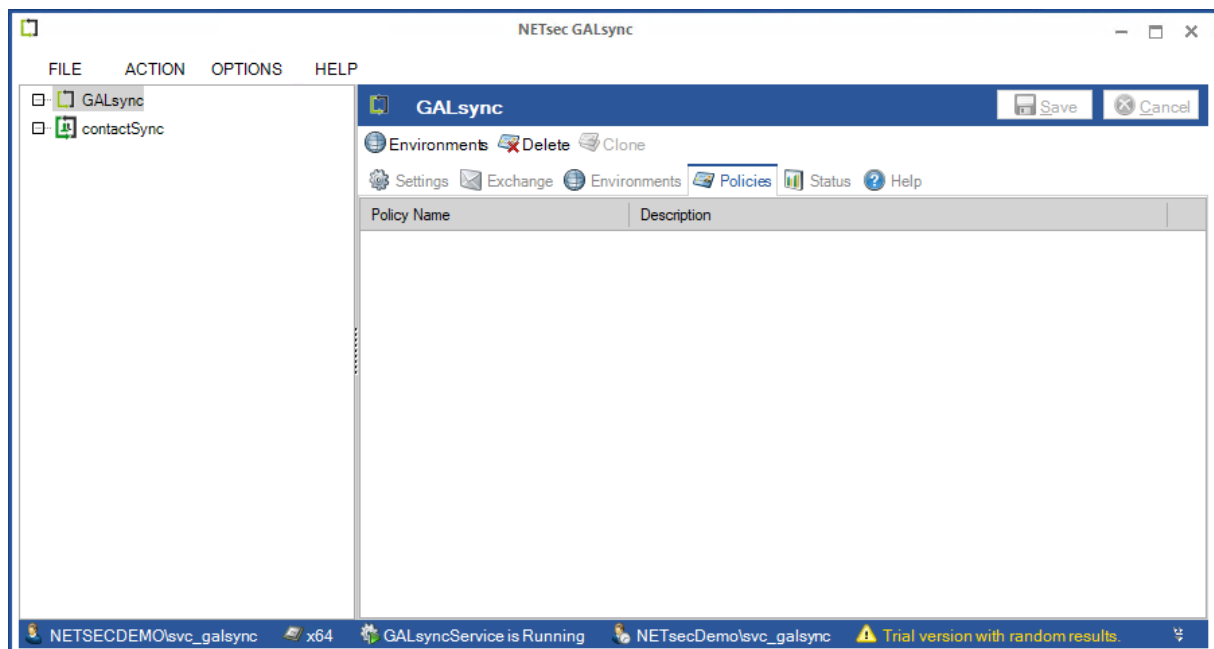 NETsec GALsync
FILE ACTION OPTIONS HELP
GALsync
contactSync
GALsync Save Cancel
Environments Delete Clone
Settings Exchange Environments Policies Status Help
Policy Name Description
NETSECDEMO\svc_galsync x64 GALsyncService is Running NETsecDemo\svc_galsync Trial version with random results.